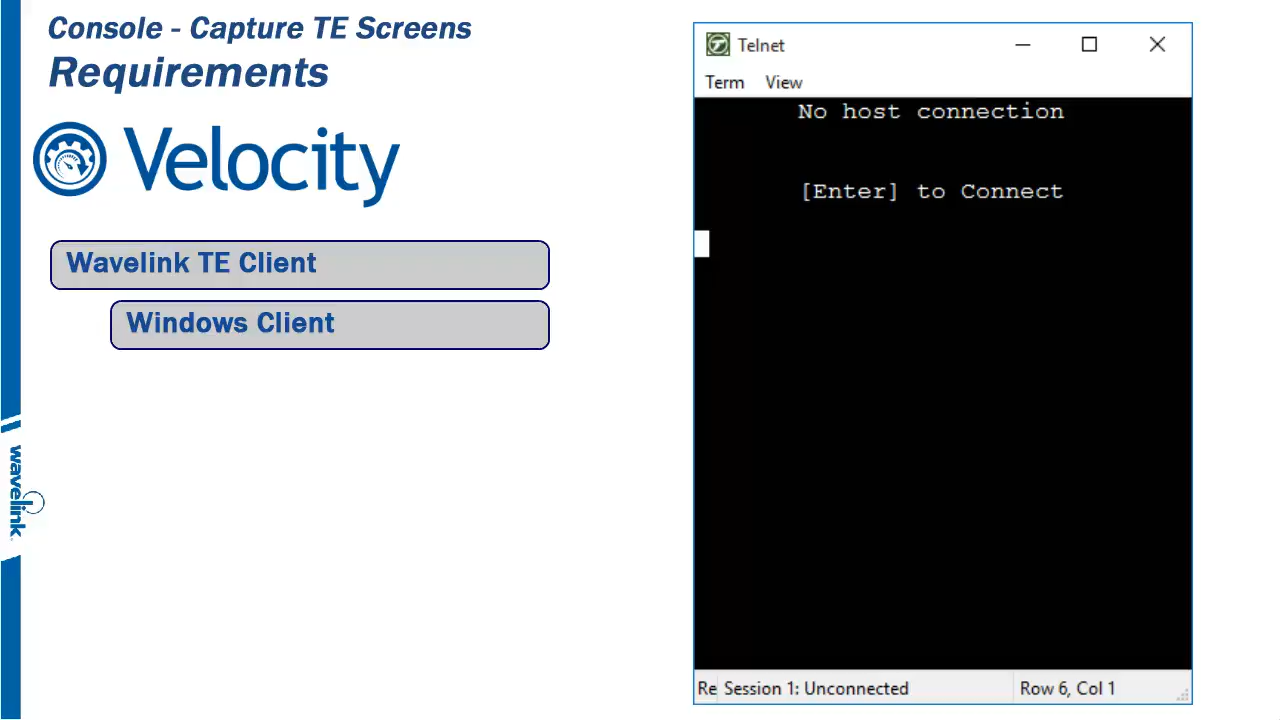 Console - Capture TE Screens
Requirements
Velocity
Wavelink TE Client
Windows Client
wavelink
Telnet
Term View
No host connection
[Enter] to Connect
Re Session 1: Unconnected Row 6, Col 1